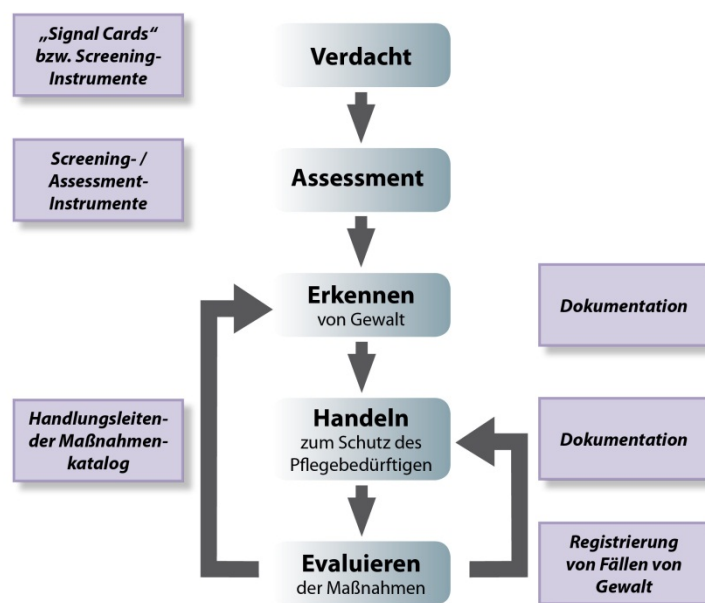 „Signal Cards“
bzw. Screening-
Instrumente
Verdacht
Screening- /
Assessment-
Instrumente
Assessment
Erkennen
von Gewalt
Dokumentation
Handlungsleiten-
der Maßnahmen-
katalog
Handeln
zum Schutz des
Pflegebedürftigen
Dokumentation
Evaluieren
der Maßnahmen
Registrierung
von Fällen von
Gewalt